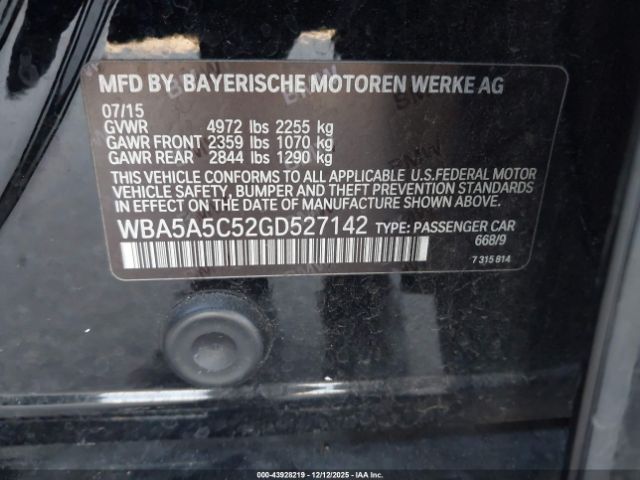 MFD BY BAYERISCHE MOTOREN WERKE AG
07/15
GVWR 4972 lbs 2255 kg
GAWR FRONT 2359 lbs 1070 kg
GAWR REAR 2844 lbs 1290 kg
THIS VEHICLE CONFORMS TO ALL APPLICABLE U.S.FEDERAL MOTOR
VEHICLE SAFETY, BUMPER AND THEFT PREVENTION STANDARDS
IN EFFECT ON THE DATE OF MANUFACTURE SHOWN ABOVE.
WBA5A5C52GD527142 TYPE: PASSENGER CAR
668/9
7 315 814
000-43928219 - 12/12/2025 - IAAI.COM